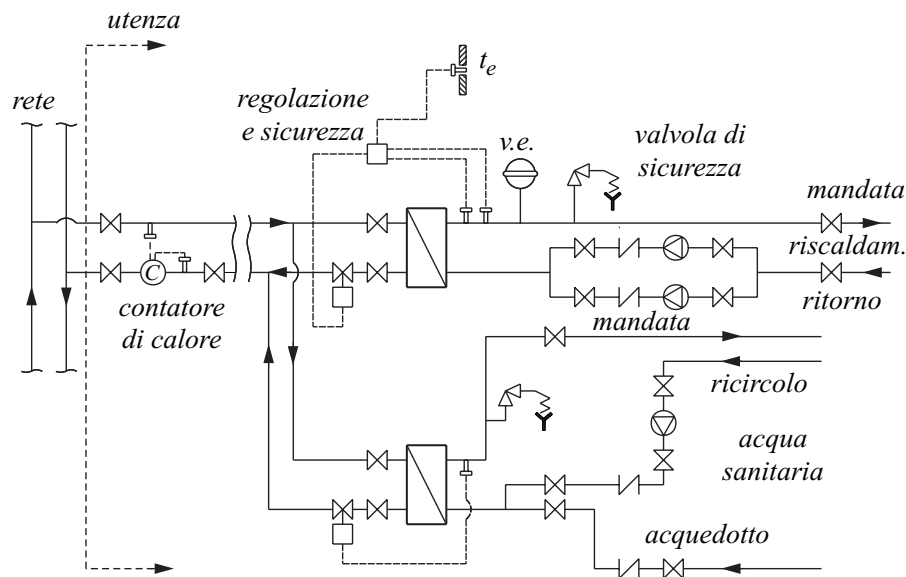 utenza
rete
regolazione
e sicurezza
t_e
v.e.
valvola di
sicurezza
mandata
riscaldam.
ritorno
C
contatore
di calore
mandata
ricircolo
acqua
sanitaria
acquedotto